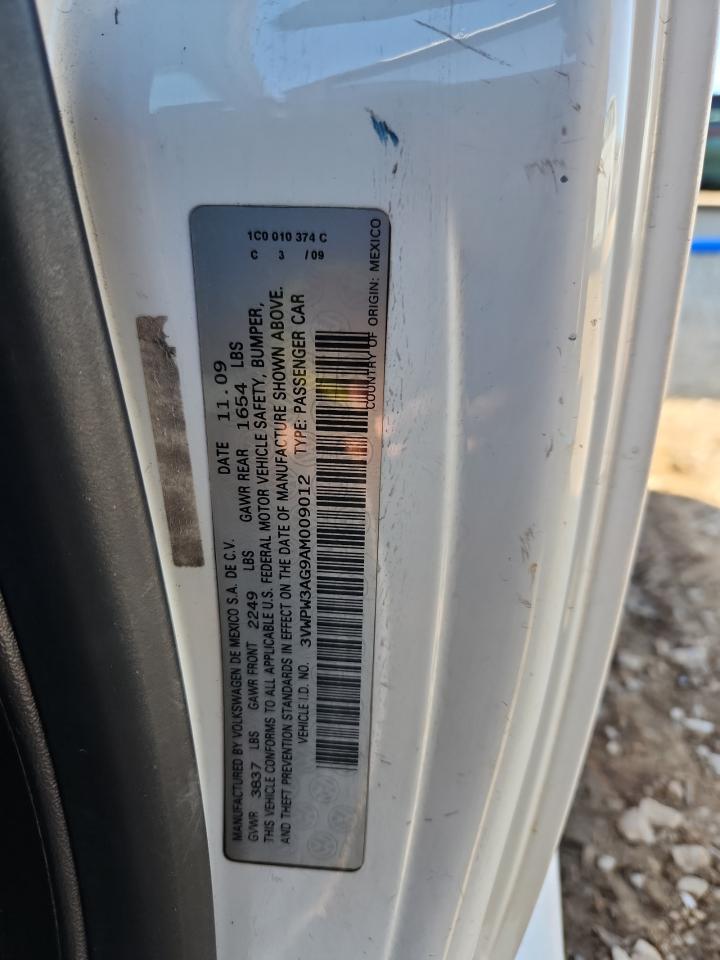 MANUFACTURED BY VOLKSWAGEN DE MEXICO S.A. DE C.V. DATE 11.09
GVWR 3837 LBS GAWR FRONT 2249 LBS GAWR REAR 1654 LBS
THIS VEHICLE CONFORMS TO ALL APPLICABLE U.S. FEDERAL MOTOR VEHICLE SAFETY, BUMPER,
AND THEFT PREVENTION STANDARDS IN EFFECT ON THE DATE OF MANUFACTURE SHOWN ABOVE.
VEHICLE I.D. NO. 3VWPW3AG9AM009012 TYPE: PASSENGER CAR
COUNTRY OF ORIGIN: MEXICO
1C0 010 374 C
C 3 /09